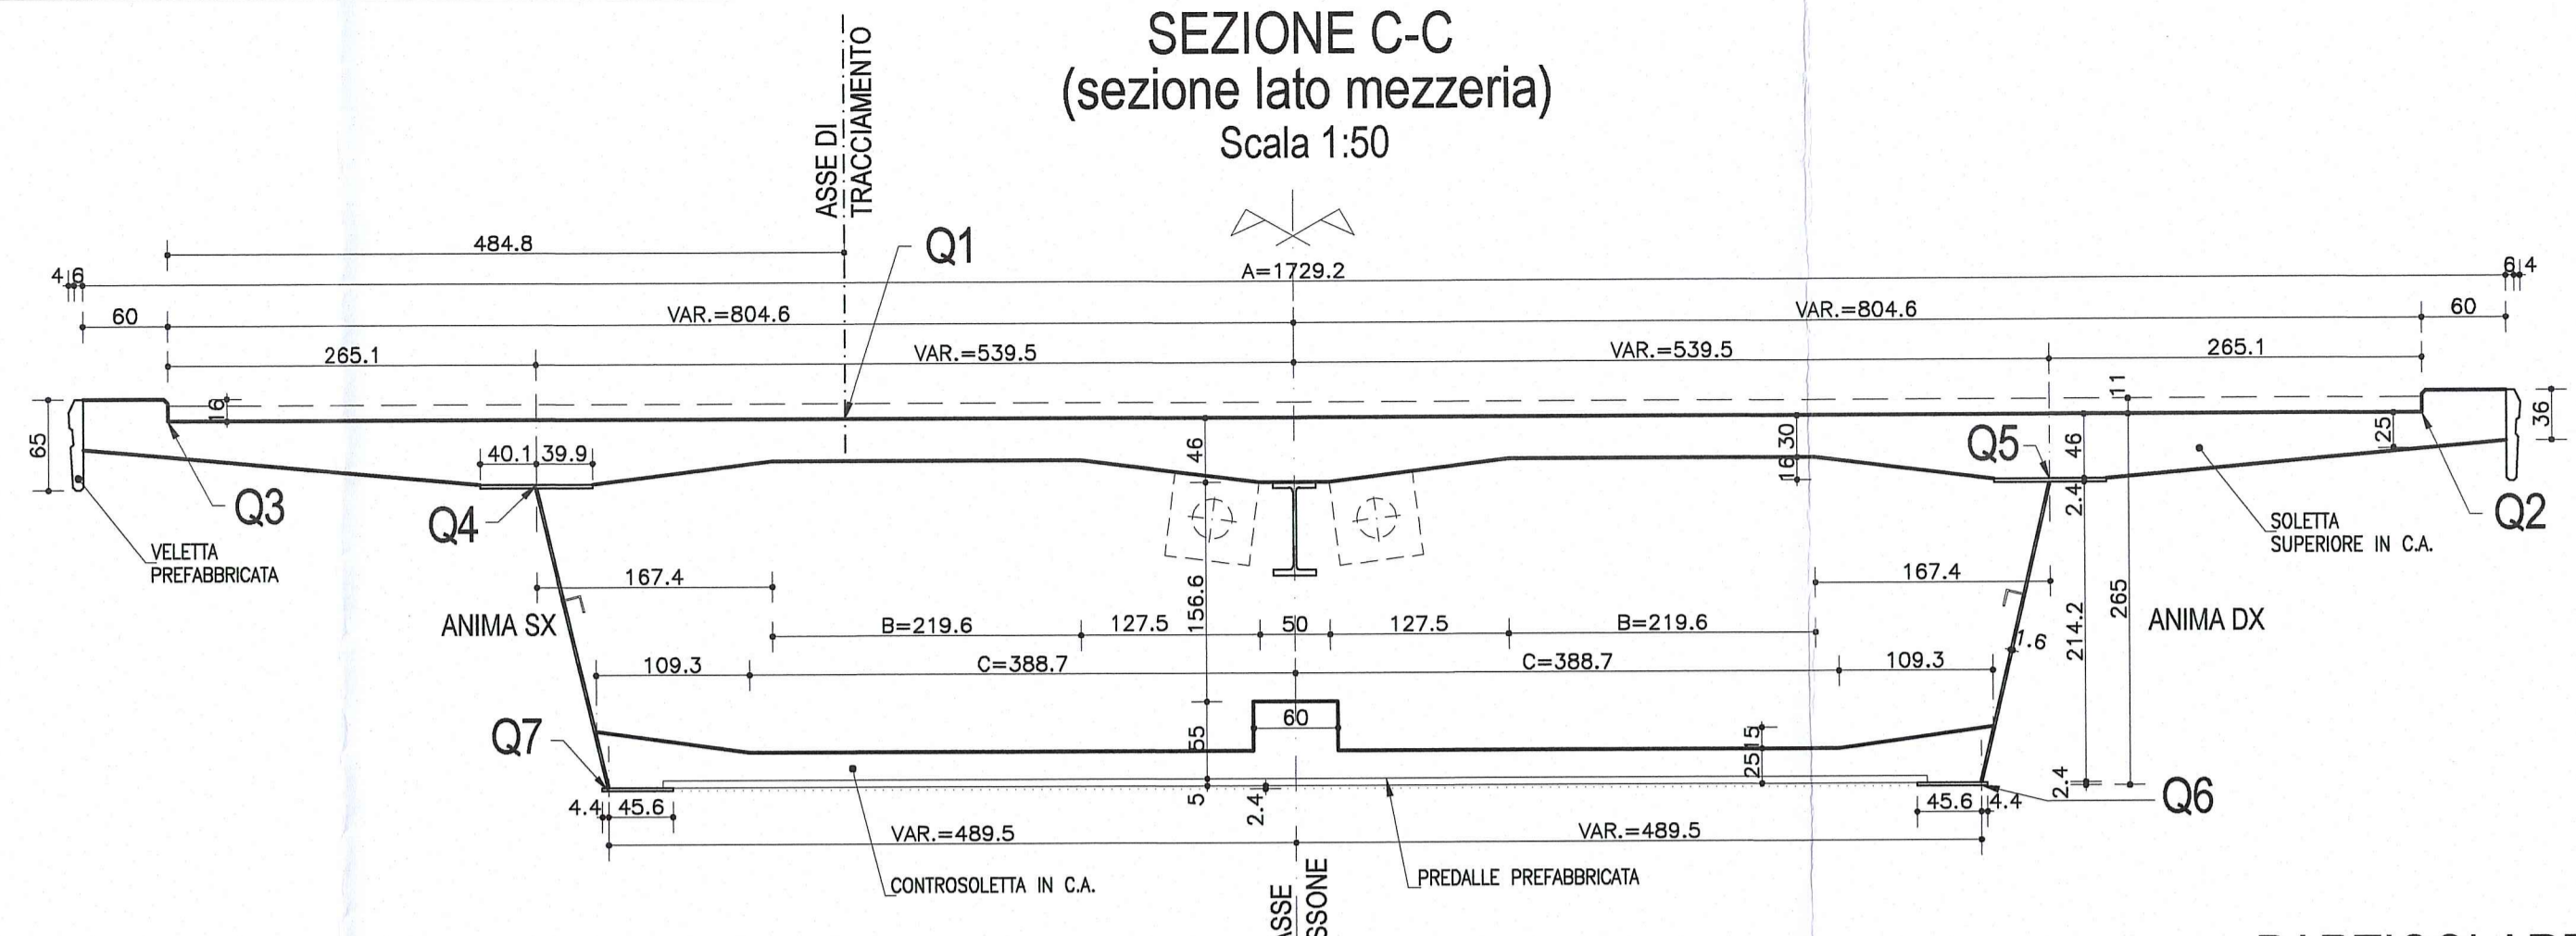 SEZIONE C-C
(sezione lato mezzeria)
Scala 1:50
ASSE DI
TRACCIAMENTO
484.8
Q1
4 6
A=1729.2
6 4
60
VAR.=804.6
VAR.=804.6
60
265.1
VAR.=539.5
VAR.=539.5
265.1
11
16
65
36
40.1 39.9
46
30
16
Q5
46
25
Q3
Q4
2.4
Q2
VELETTA
PREFABBRICATA
SOLETTA
SUPERIORE IN C.A.
167.4
167.4
ANIMA SX
156.6
B=219.6
127.5
50
127.5
B=219.6
1.6
214.2
265
ANIMA DX
109.3
C=388.7
C=388.7
109.3
Q7
55
60
15
25
4.4 45.6
5
2.4
45.6 4.4
2.4
Q6
VAR.=489.5
VAR.=489.5
CONTROSOLETTA IN C.A.
PREDALLE PREFABBRICATA
ASSE
SSONE